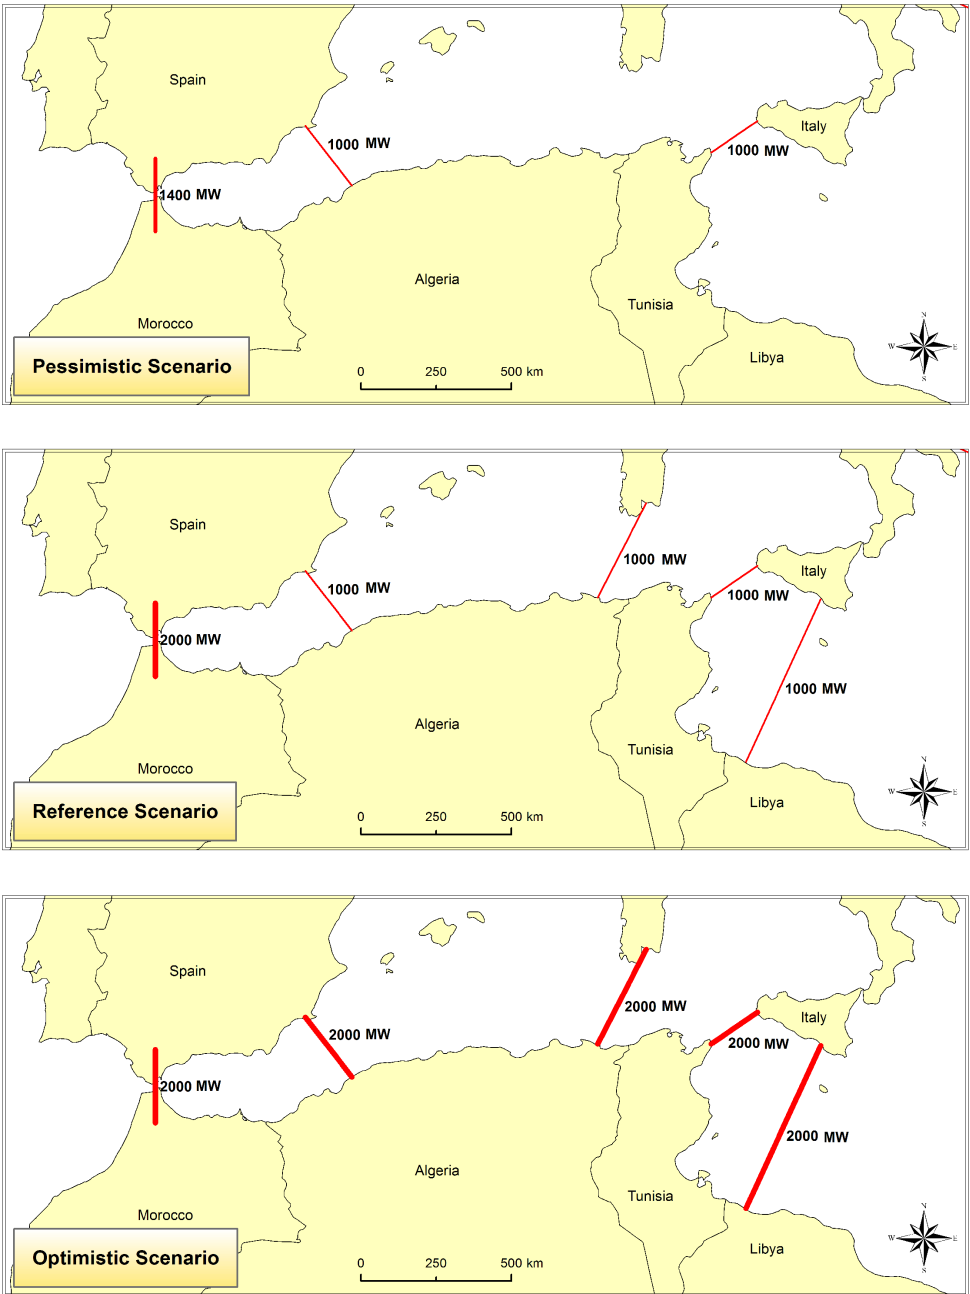 Spain
Italy
1000 MW
1000 MW
1400 MW
Algeria
Tunisia
Morocco
Libya
Pessimistic Scenario
0 250 500 km
N
W E
S
Spain
1000 MW
Italy
1000 MW
1000 MW
2000 MW
1000 MW
Algeria
Tunisia
Morocco
Libya
Reference Scenario
0 250 500 km
N
W E
S
Spain
2000 MW
Italy
2000 MW
2000 MW
2000 MW
2000 MW
Algeria
Tunisia
Morocco
Libya
Optimistic Scenario
0 250 500 km
N
W E
S